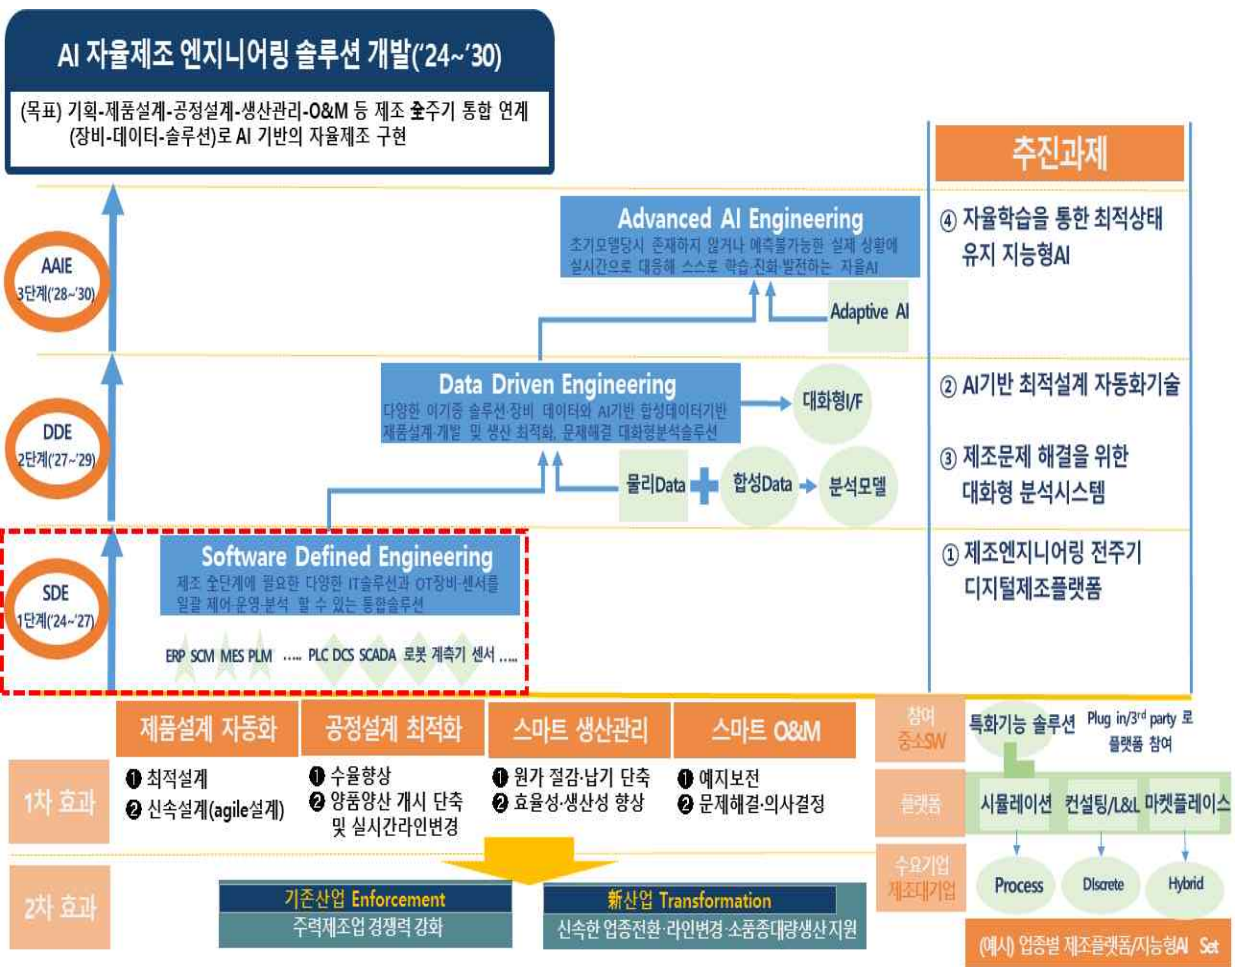 AI 자율제조 엔지니어링 솔루션 개발('24~'30)
(목표) 기획-제품설계-공정설계-생산관리-O&M 등 제조 全주기 통합 연계
(장비-데이터-솔루션)로 AI 기반의 자율제조 구현
추진과제
AAIE
3단계('28~'30)
Advanced AI Engineering
초기모델당시 존재하지 않거나 예측불가능한 실제 상황에
실시간으로 대응해 스스로 학습·진화·발전하는 자율AI
Adaptive AI
④ 자율학습을 통한 최적상태
유지 지능형AI
DDE
2단계('27~'29)
Data Driven Engineering
다양한 이기종 솔루션·장비 데이터와 AI기반 합성데이터기반
제품설계·개발 및 생산 최적화, 문제해결 대화형분석솔루션
대화형I/F
물리Data
합성Data
분석모델
② AI기반 최적설계 자동화기술
③ 제조문제 해결을 위한
대화형 분석시스템
SDE
1단계('24~'27)
Software Defined Engineering
제조 全단계에 필요한 다양한 IT솔루션과 OT장비·센서를
일괄 제어·운영·분석 할 수 있는 통합솔루션
ERP SCM MES PLM ..... PLC DCS SCADA 로봇 계측기 센서 .....
① 제조엔지니어링 전주기
디지털제조플랫폼
제품설계 자동화
공정설계 최적화
스마트 생산관리
스마트 O&M
1차 효과
❶ 최적설계
❷ 신속설계(agile설계)
❶ 수율향상
❷ 양품양산 개시 단축
및 실시간라인변경
❶ 원가 절감·납기 단축
❷ 효율성·생산성 향상
❶ 예지보전
❷ 문제해결·의사결정
2차 효과
기존산업 Enforcement
주력제조업 경쟁력 강화
新산업 Transformation
신속한 업종전환·라인변경·소품종대량생산 지원
참여
중소SW
특화기능 솔루션
Plug in/3rd party 로
플랫폼 참여
플랫폼
시뮬레이션
컨설팅/L&L
마켓플레이스
수요기업
제조대기업
Process
DIscrete
Hybrid
(예시) 업종별 제조플랫폼/지능형AI Set